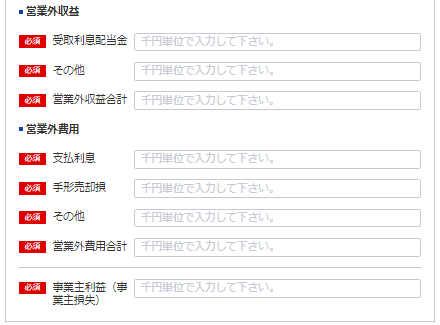 営業外収益
必須 受取利息配当金 千円単位で入力して下さい。
必須 その他 千円単位で入力して下さい。
必須 営業外収益合計 千円単位で入力して下さい。
営業外費用
必須 支払利息 千円単位で入力して下さい。
必須 手形売却損 千円単位で入力して下さい。
必須 その他 千円単位で入力して下さい。
必須 営業外費用合計 千円単位で入力して下さい。
必須 事業主利益（事 千円単位で入力して下さい。
業主損失）